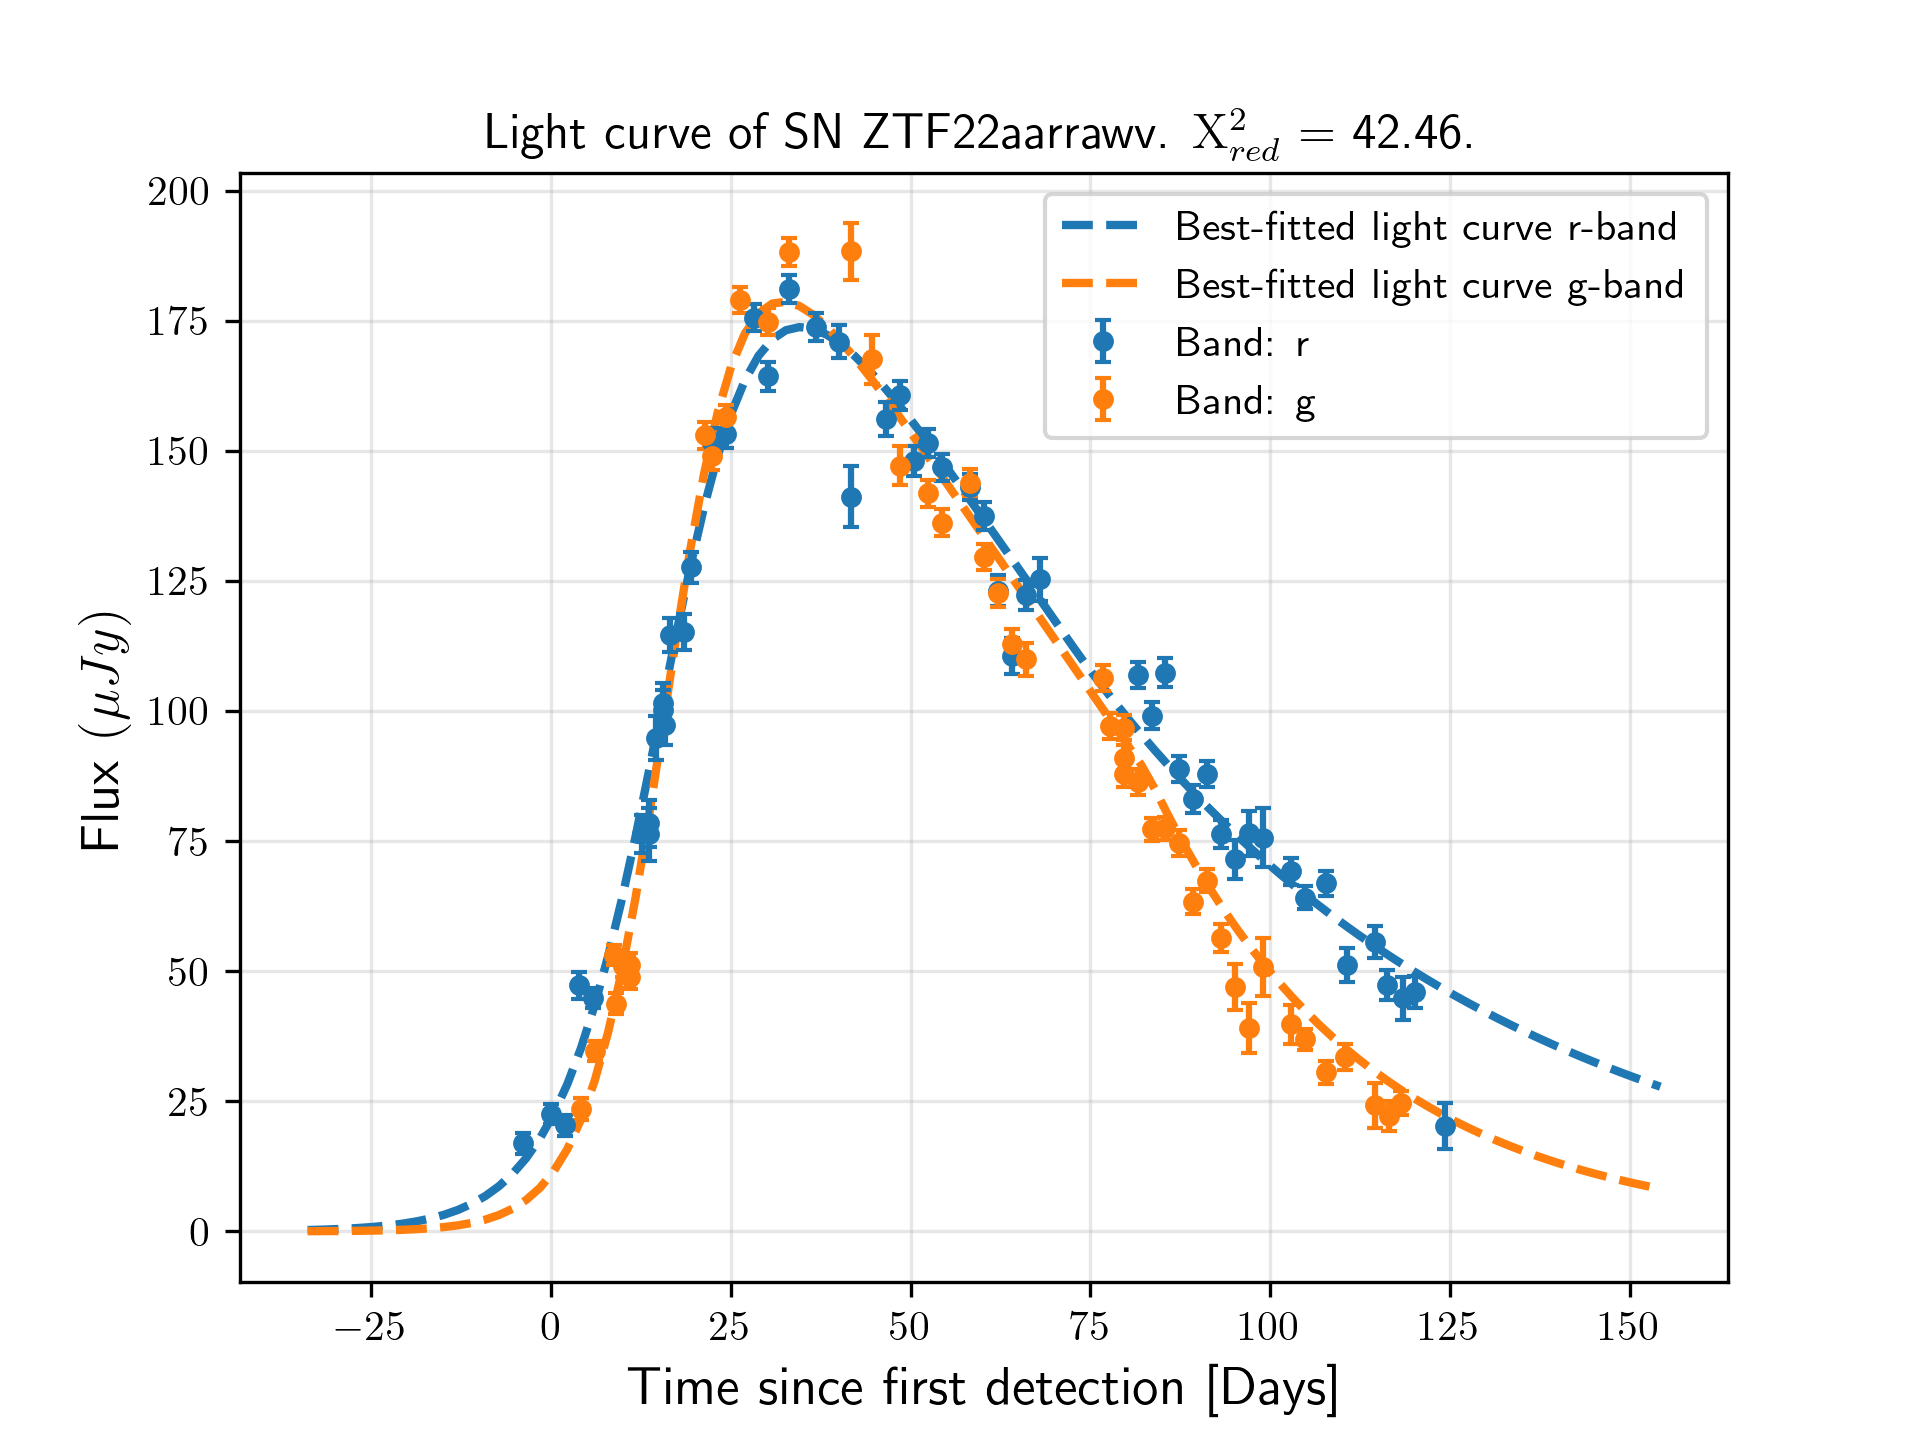 Light curve of SN ZTF22aarrawv. X²_red = 42.46.
200
175
150
125
100
75
50
25
0
Flux (μJy)
Best-fitted light curve r-band
Best-fitted light curve g-band
Band: r
Band: g
−25 0 25 50 75 100 125 150
Time since first detection [Days]